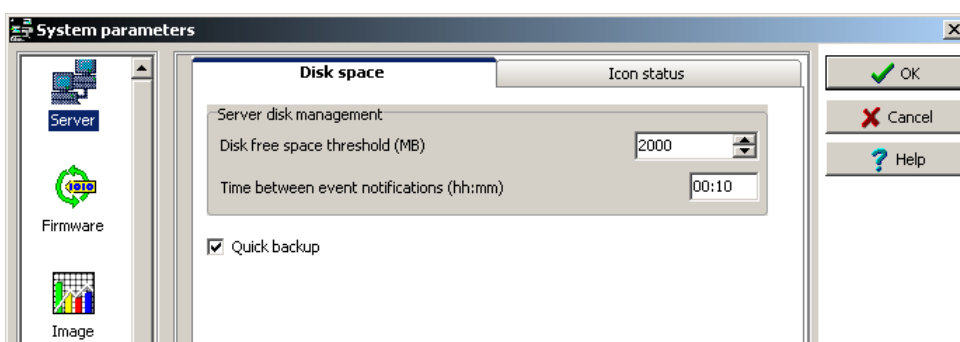 System parameters
Server
Firmware
Image
Disk space
Icon status
Server disk management
Disk free space threshold (MB)
2000
Time between event notifications (hh:mm)
00:10
Quick backup
OK
Cancel
Help